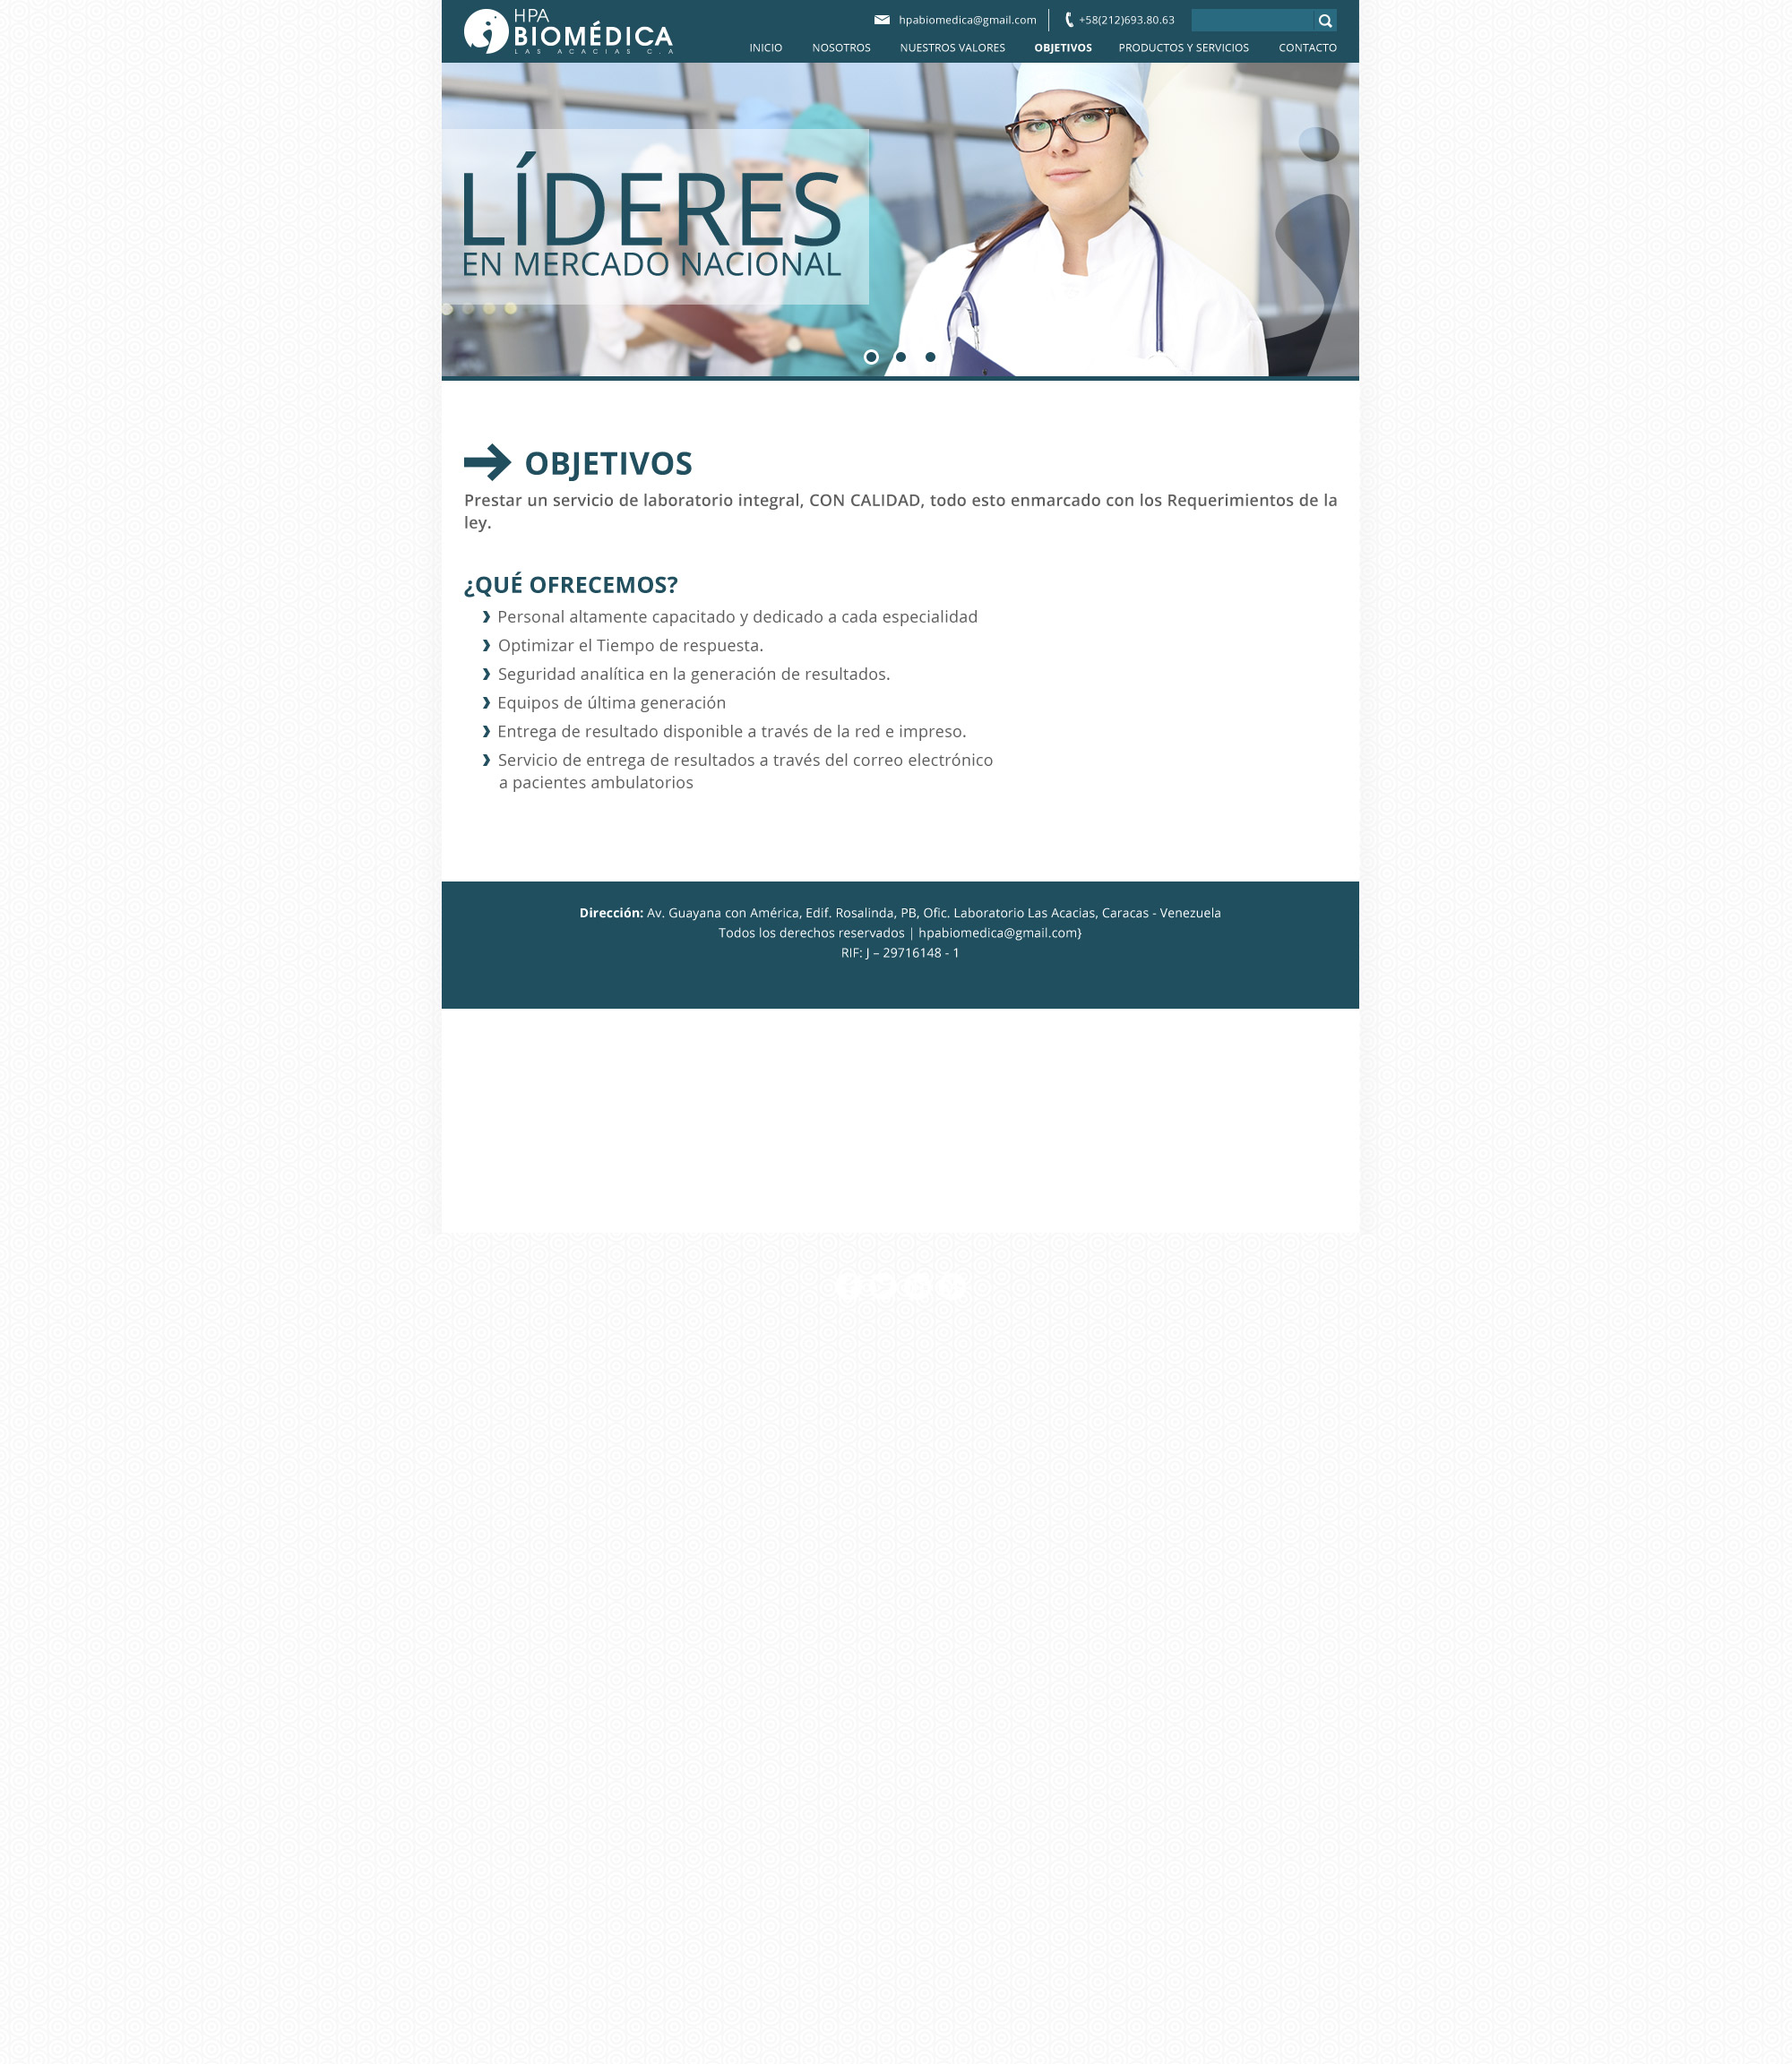 HPA
BIOMÉDICA
LAS ACACIAS C.A
hpabiomedica@gmail.com
+58(212)693.80.63
INICIO NOSOTROS NUESTROS VALORES OBJETIVOS PRODUCTOS Y SERVICIOS CONTACTO
LÍDERES
EN MERCADO NACIONAL
OBJETIVOS
Prestar un servicio de laboratorio integral, CON CALIDAD, todo esto enmarcado con los Requerimientos de la
ley.
¿QUÉ OFRECEMOS?
Personal altamente capacitado y dedicado a cada especialidad
Optimizar el Tiempo de respuesta.
Seguridad analítica en la generación de resultados.
Equipos de última generación
Entrega de resultado disponible a través de la red e impreso.
Servicio de entrega de resultados a través del correo electrónico
a pacientes ambulatorios
Dirección: Av. Guayana con América, Edif. Rosalinda, PB, Ofic. Laboratorio Las Acacias, Caracas - Venezuela
Todos los derechos reservados | hpabiomedica@gmail.com}
RIF: J – 29716148 - 1